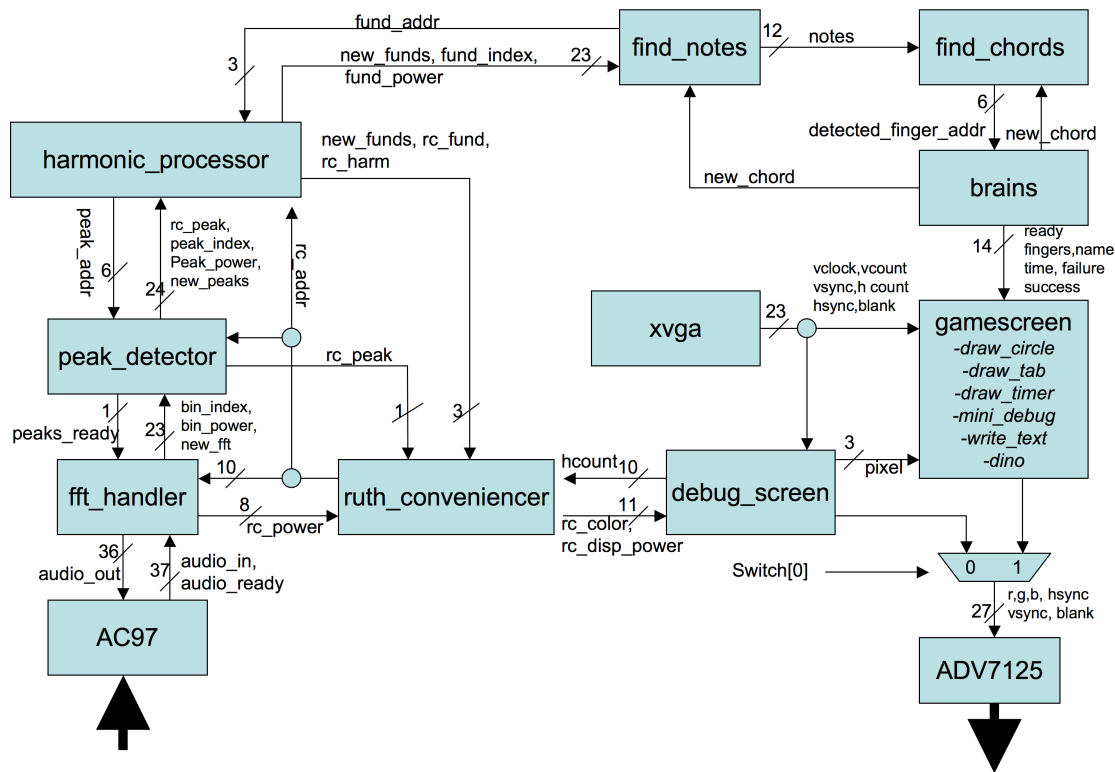 fund_addr
3
new_funds, fund_index,
fund_power
23
find_notes
12
notes
find_chords
6
detected_finger_addr
new_chord
harmonic_processor
new_funds, rc_fund,
rc_harm
new_chord
brains
peak_addr
6
rc_peak,
peak_index,
Peak_power,
new_peaks
24
rc_addr
14
ready
fingers,name
time, failure
success
vclock,vcount
vsync,h count
hsync,blank
xvga
23
gamescreen
-draw_circle
-draw_tab
-draw_timer
-mini_debug
-write_text
-dino
peak_detector
rc_peak
1
peaks_ready
bin_index,
bin_power,
new_fft
23
1
3
fft_handler
10
8
rc_power
ruth_conveniencer
hcount
10
11
rc_color,
rc_disp_power
debug_screen
3
pixel
36
audio_out
37
audio_in,
audio_ready
Switch[0]
0
1
AC97
27
r,g,b, hsync
vsync, blank
ADV7125